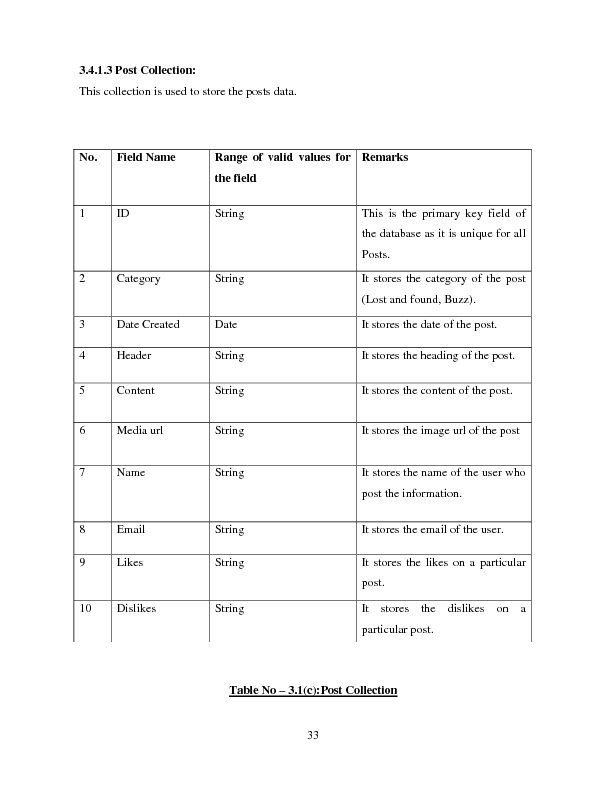 3.4.1.3 Post Collection:
This collection is used to store the posts data.
No. Field Name Range of valid values for Remarks
the field
1 ID String This is the primary key field of
the database as it is unique for all
Posts.
2 Category String It stores the category of the post
(Lost and found, Buzz).
3 Date Created Date It stores the date of the post.
4 Header String It stores the heading of the post.
5 Content String It stores the content of the post.
6 Media url String It stores the image url of the post
7 Name String It stores the name of the user who
post the information.
8 Email String It stores the email of the user.
9 Likes String It stores the likes on a particular
post.
10 Dislikes String It stores the dislikes on a
particular post.
Table No – 3.1(c):Post Collection
33